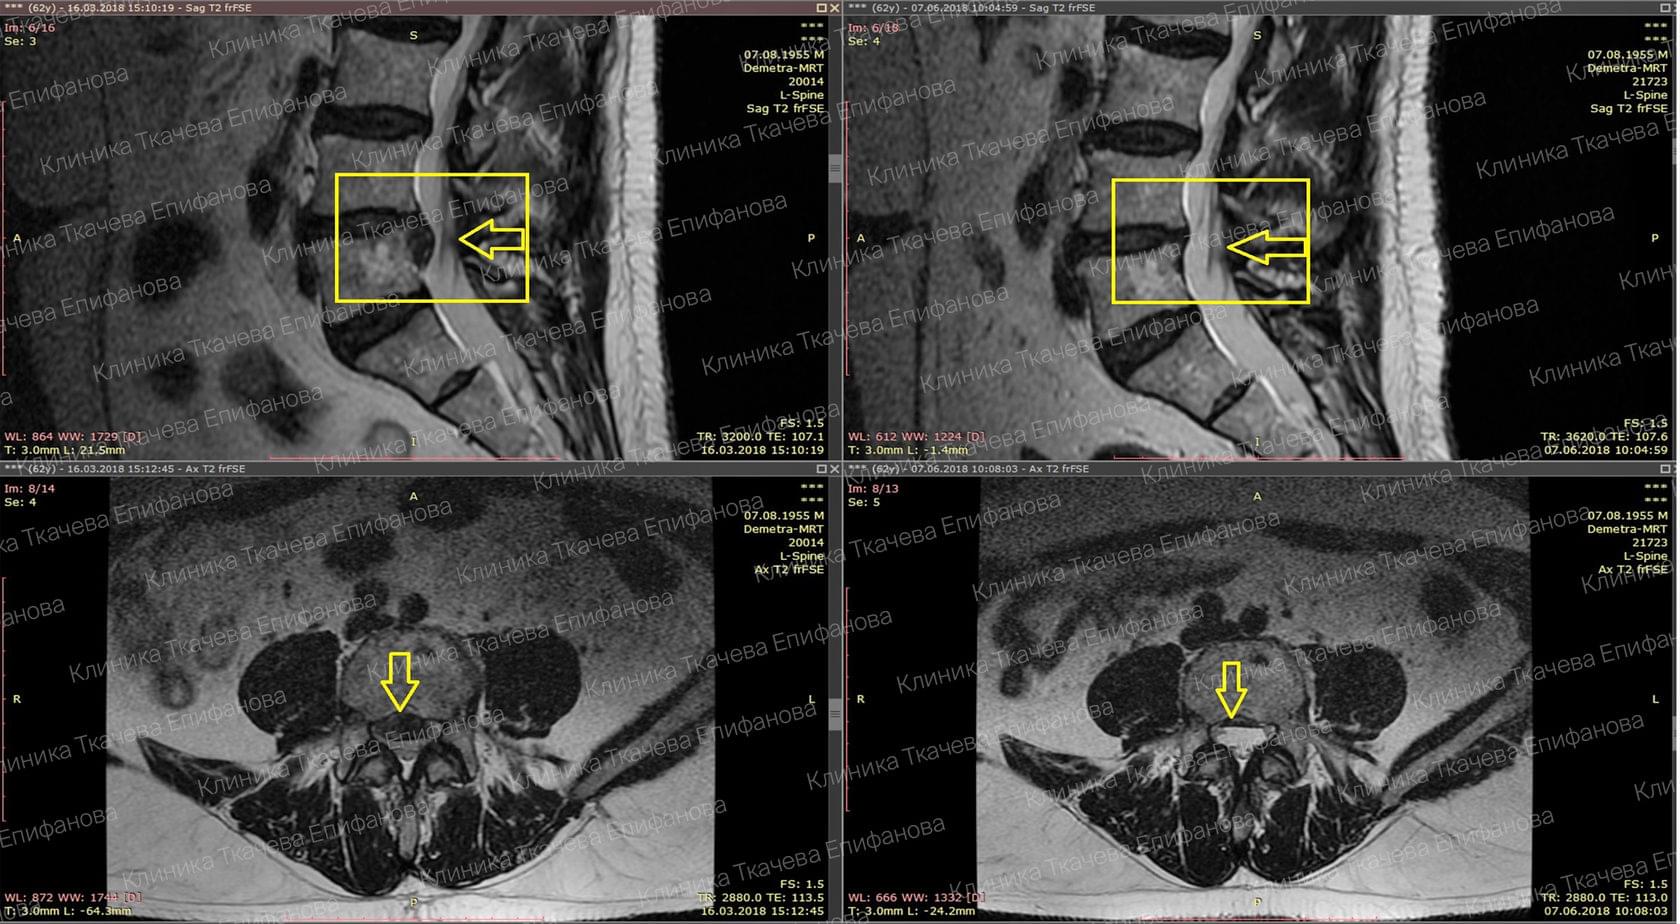 *** (62y) - 16.03.2018 15:10:19 - Sag T2 frFSE
Im: 6/16
Se: 3
S
***
***
07.08.1955 M
Demetra-MRT
20014
L-Spine
Sag T2 frFSE
A
P
I
WL: 864 WW: 1729 [D]
T: 3.0mm L: 21.5mm
FS: 1.5
TR: 3200.0 TE: 107.1
16.03.2018 15:10:19
*** (62y) - 07.06.2018 10:04:59 - Sag T2 frFSE
Im: 6/16
Se: 4
S
***
***
07.08.1955 M
Demetra-MRT
21723
L-Spine
Sag T2 frFSE
A
P
I
WL: 612 WW: 1224 [D]
T: 3.0mm L: -1.4mm
FS: 1.5
TR: 3620.0 TE: 107.6
07.06.2018 10:04:59
*** (62y) - 16.03.2018 15:12:45 - Ax T2 frFSE
Im: 8/14
Se: 4
A
***
***
07.08.1955 M
Demetra-MRT
20014
L-Spine
Ax T2 frFSE
R
L
P
WL: 872 WW: 1744 [D]
T: 3.0mm L: -64.3mm
FS: 1.5
TR: 2880.0 TE: 113.5
16.03.2018 15:12:45
*** (62y) - 07.06.2018 10:08:03 - Ax T2 frFSE
Im: 8/13
Se: 5
A
***
***
07.08.1955 M
Demetra-MRT
21723
L-Spine
Ax T2 frFSE
R
L
P
WL: 666 WW: 1332 [D]
T: 3.0mm L: -24.2mm
FS: 1.5
TR: 2880.0 TE: 113.0
07.06.2018 10:08:03
Клиника Ткачева Епифанова